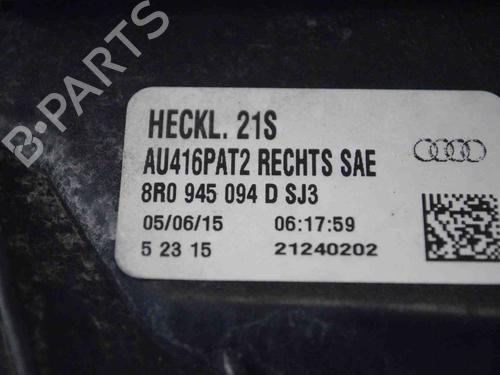 B-PARTS
HECKL. 21S
AU416PAT2 RECHTS SAE
8R0 945 094 D SJ3
05/06/15 06:17:59
5 23 15 21240202